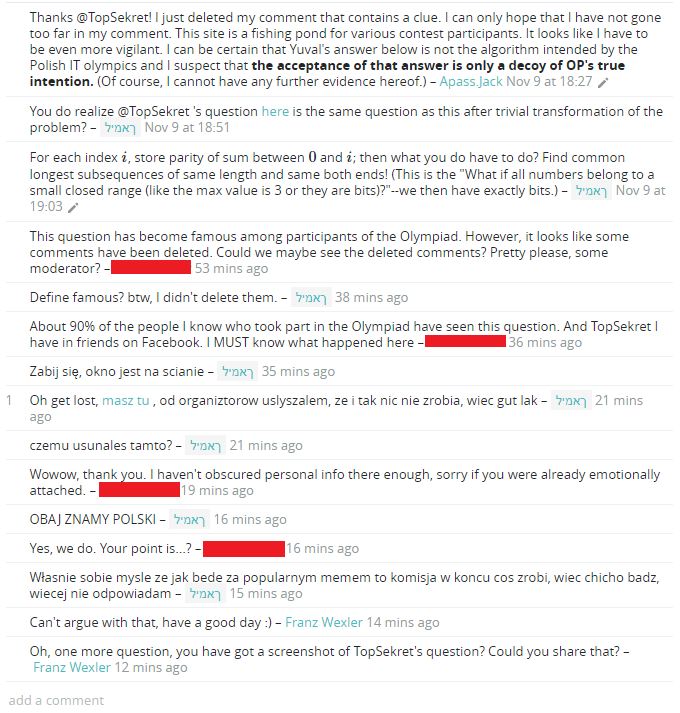 Thanks @TopSekret! I just deleted my comment that contains a clue. I can only hope that I have not gone
too far in my comment. This site is a fishing pond for various contest participants. It looks like I have to
be even more vigilant. I can be certain that Yuval's answer below is not the algorithm intended by the
Polish IT olympics and I suspect that the acceptance of that answer is only a decoy of OP's true
intention. (Of course, I cannot have any further evidence hereof.) – Apass.Jack Nov 9 at 18:27
You do realize @TopSekret 's question here is the same question as this after trivial transformation of the
problem? – ךאמיל Nov 9 at 18:51
For each index i, store parity of sum between 0 and i; then what you do have to do? Find common
longest subsequences of same length and same both ends! (This is the "What if all numbers belong to a
small closed range (like the max value is 3 or they are bits)?"--we then have exactly bits.) – ךאמיל Nov 9 at
19:03
This question has become famous among participants of the Olympiad. However, it looks like some
comments have been deleted. Could we maybe see the deleted comments? Pretty please, some
moderator? – 53 mins ago
Define famous? btw, I didn't delete them. – ךאמיל 38 mins ago
About 90% of the people I know who took part in the Olympiad have seen this question. And TopSekret I
have in friends on Facebook. I MUST know what happened here – 36 mins ago
Zabij się, okno jest na scianie – ךאמיל 35 mins ago
1 Oh get lost, masz tu , od organiztorow uslyszalem, ze i tak nic nie zrobia, wiec gut lak – ךאמיל 21 mins
ago
czemu usunales tamto? – ךאמיל 21 mins ago
Wowow, thank you. I haven't obscured personal info there enough, sorry if you were already emotionally
attached. – 19 mins ago
OBAJ ZNAMY POLSKI – ךאמיל 16 mins ago
Yes, we do. Your point is...? – 16 mins ago
Własnie sobie mysle ze jak bede za popularnym memem to komisja w koncu cos zrobi, wiec chicho badz,
wiecej nie odpowiadam – ךאמיל 15 mins ago
Can't argue with that, have a good day :) – Franz Wexler 14 mins ago
Oh, one more question, you have got a screenshot of TopSekret's question? Could you share that? –
Franz Wexler 12 mins ago
add a comment